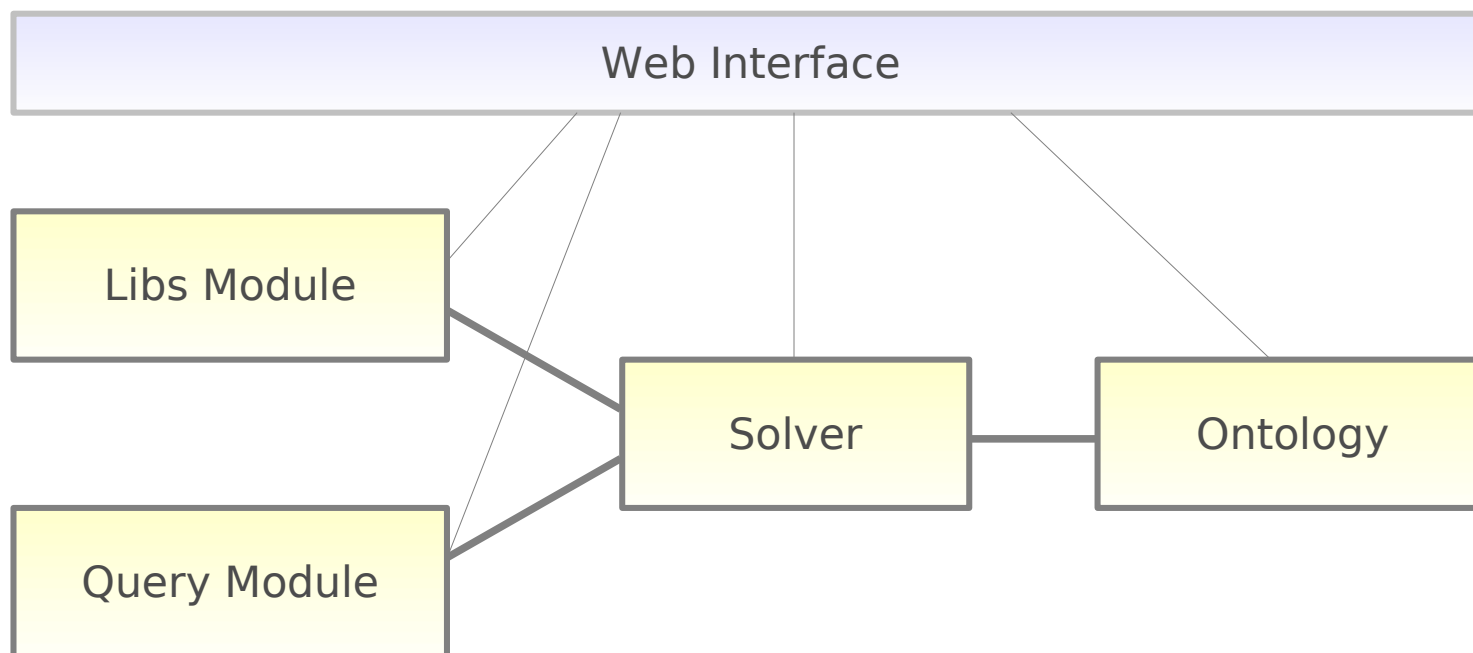 Web Interface
Libs Module
Solver
Ontology
Query Module